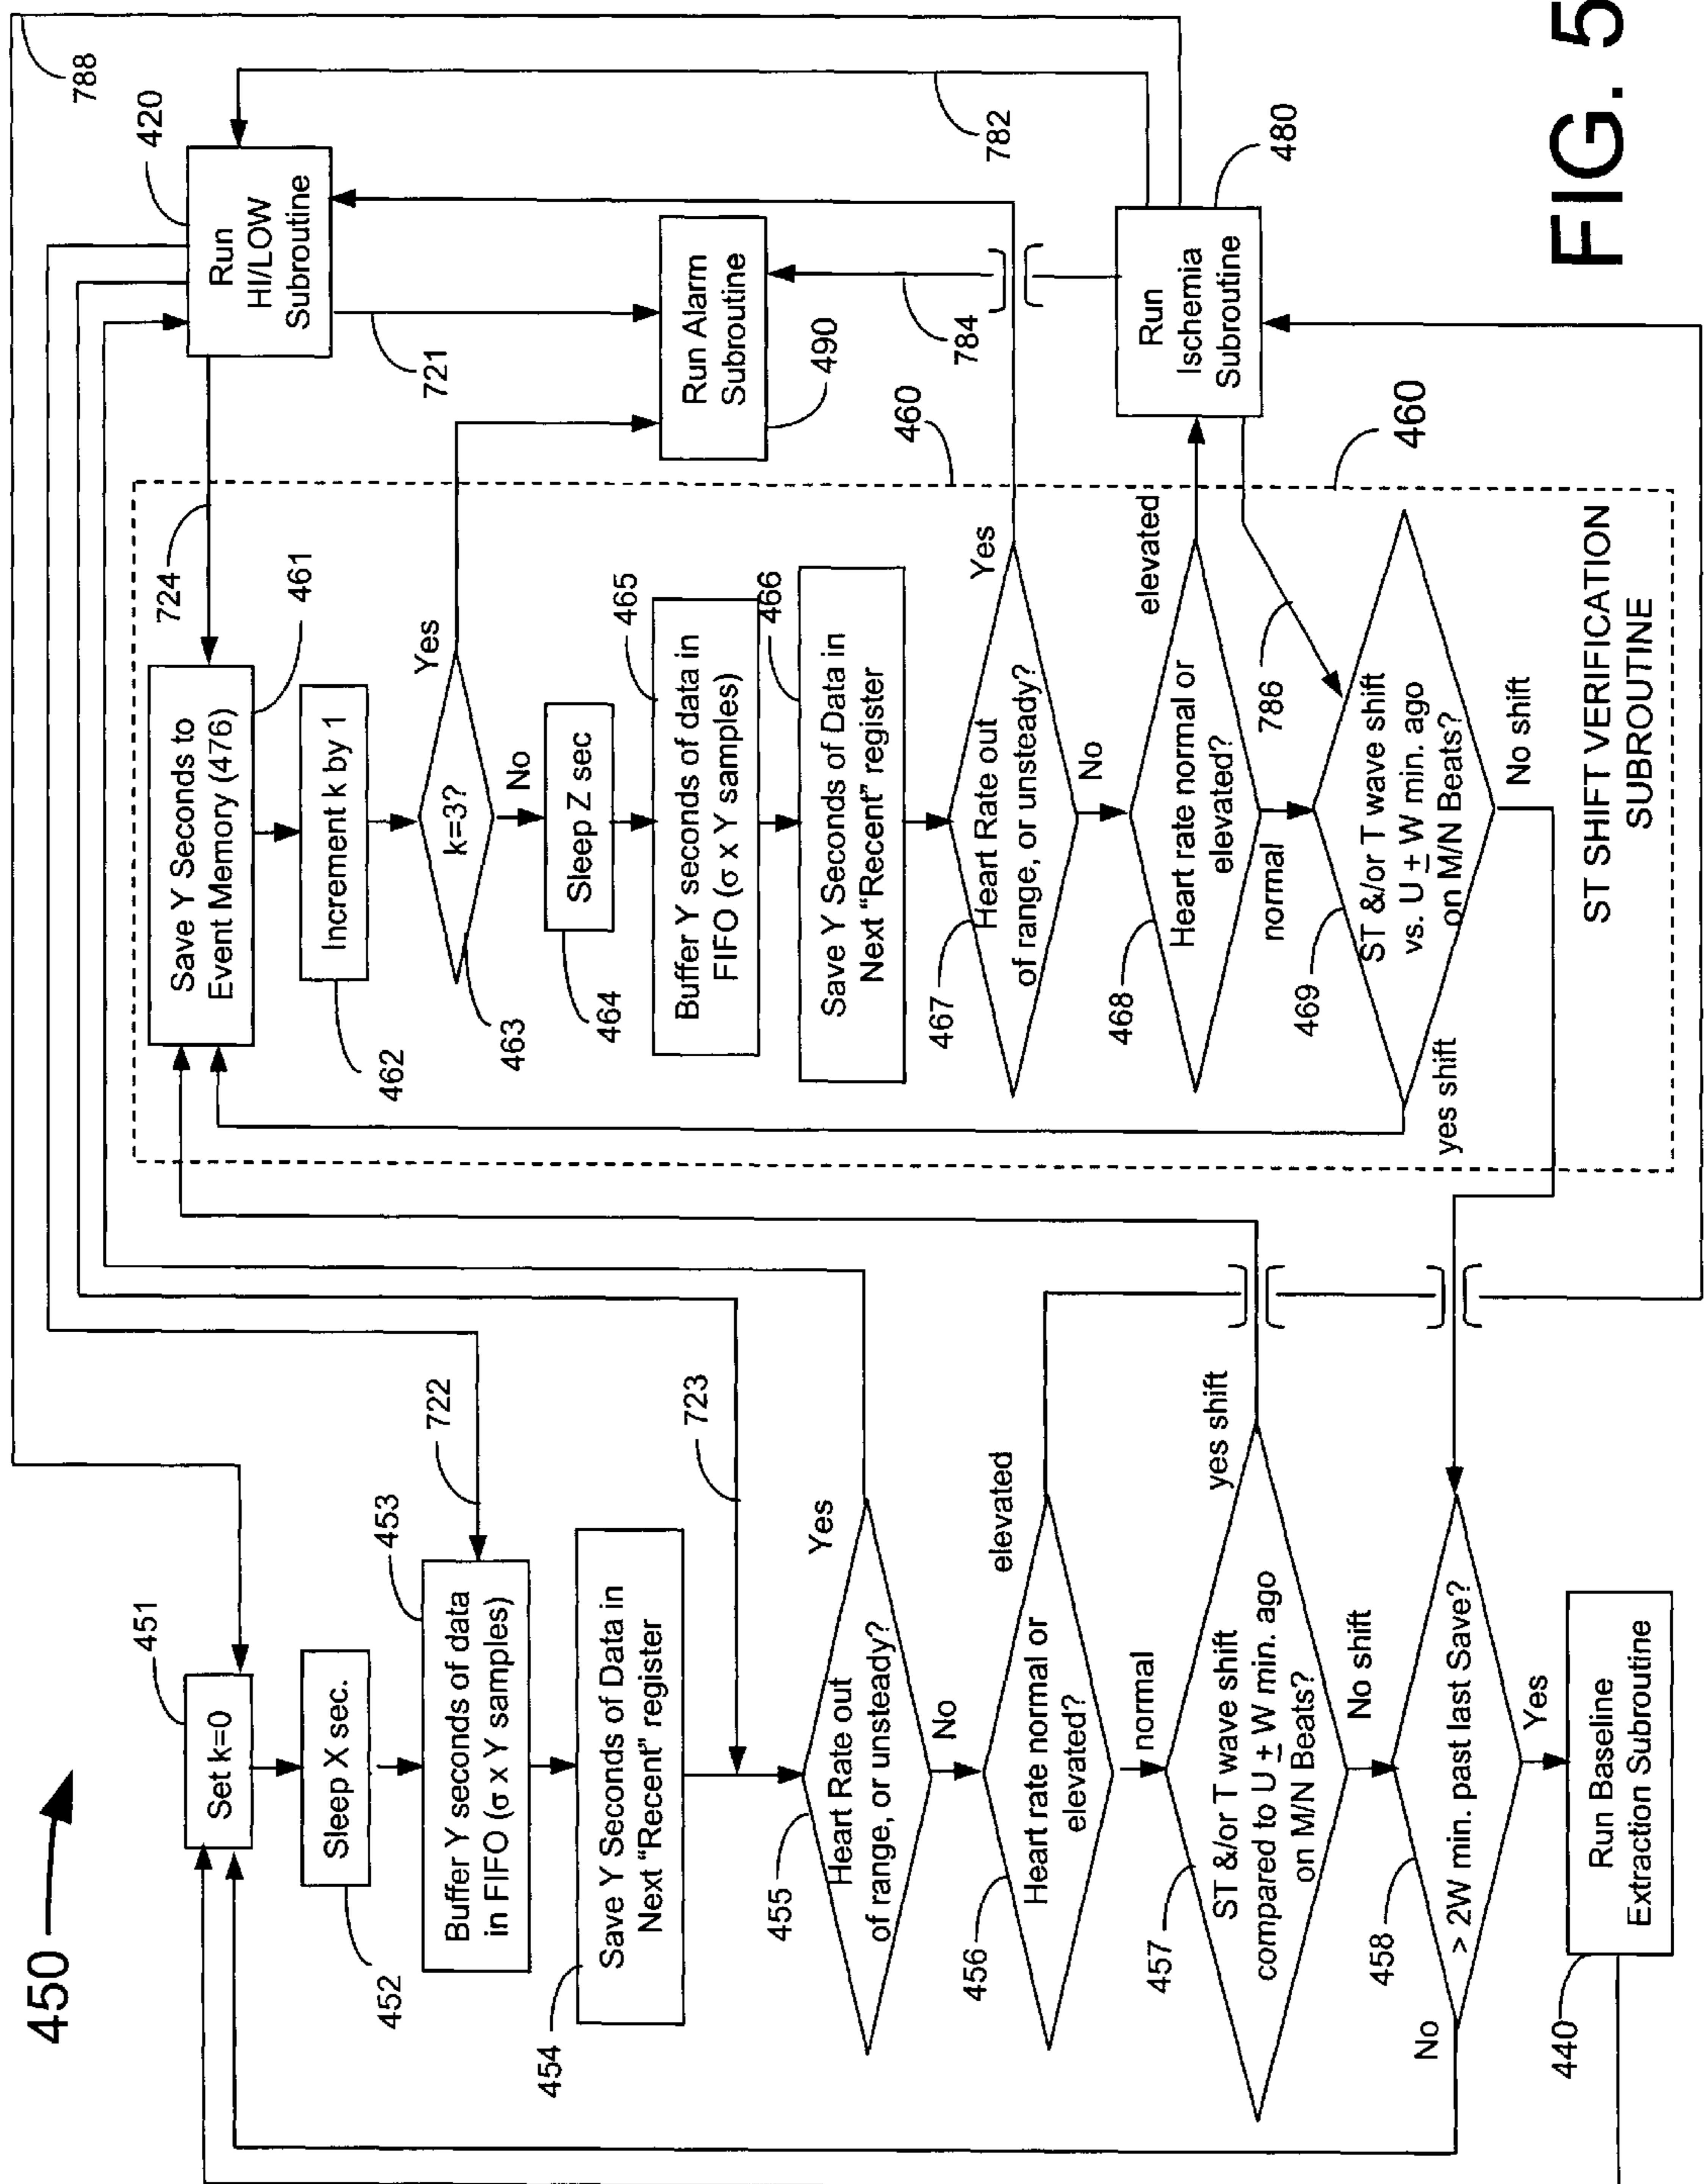 450
451
Set k=0
Sleep X sec.
452
453
Buffer Y seconds of data
in FIFO (σ x Y samples)
722
Save Y Seconds of Data in
Next “Recent” register
454
723
455
Heart Rate out
of range, or unsteady?
Yes
No
456
Heart rate normal or
elevated?
elevated
normal
457
ST &/or T wave shift
compared to U ± W min. ago
on M/N Beats?
yes shift
No shift
458
> 2W min. past last Save?
No
Yes
440
Run Baseline
Extraction Subroutine
724
Save Y Seconds to
Event Memory (476)
461
Increment k by 1
462
k=3?
463
Yes
No
Sleep Z sec
464
465
Buffer Y seconds of data in
FIFO (σ x Y samples)
466
Save Y Seconds of Data in
Next “Recent” register
467
Heart Rate out
of range, or unsteady?
Yes
No
468
Heart rate normal or
elevated?
elevated
normal
469
ST &/or T wave shift
vs. U ± W min. ago
on M/N Beats?
786
yes shift
No shift
ST SHIFT VERIFICATION
SUBROUTINE
788
420
Run
HI/LOW
Subroutine
721
Run Alarm
Subroutine
490
460
784
782
Run
Ischemia
Subroutine
480
460
FIG. 5